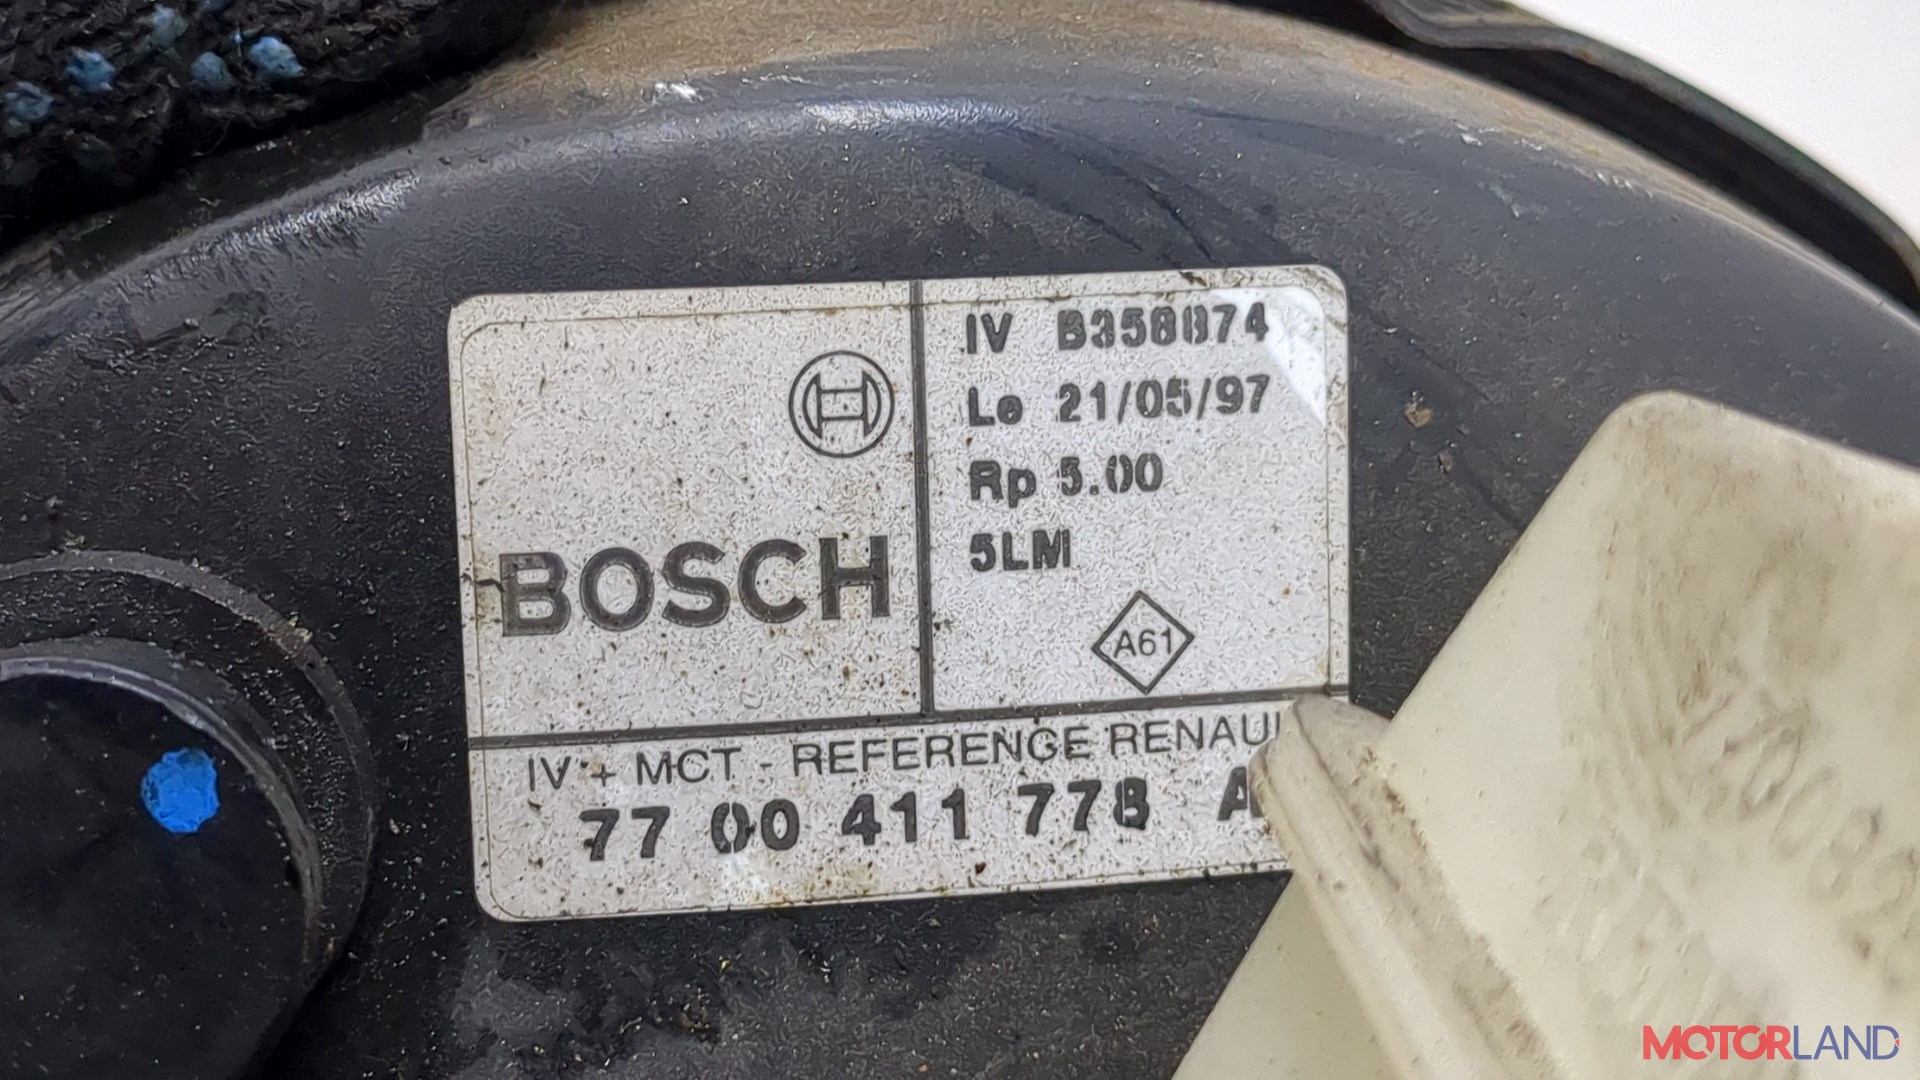 BOSCH
IV B358874
Le 21/05/97
Rp 5.00
5LM
A61
IV + MCT - REFERENCE RENAU
77 00 411 778 A
MOTORLAND